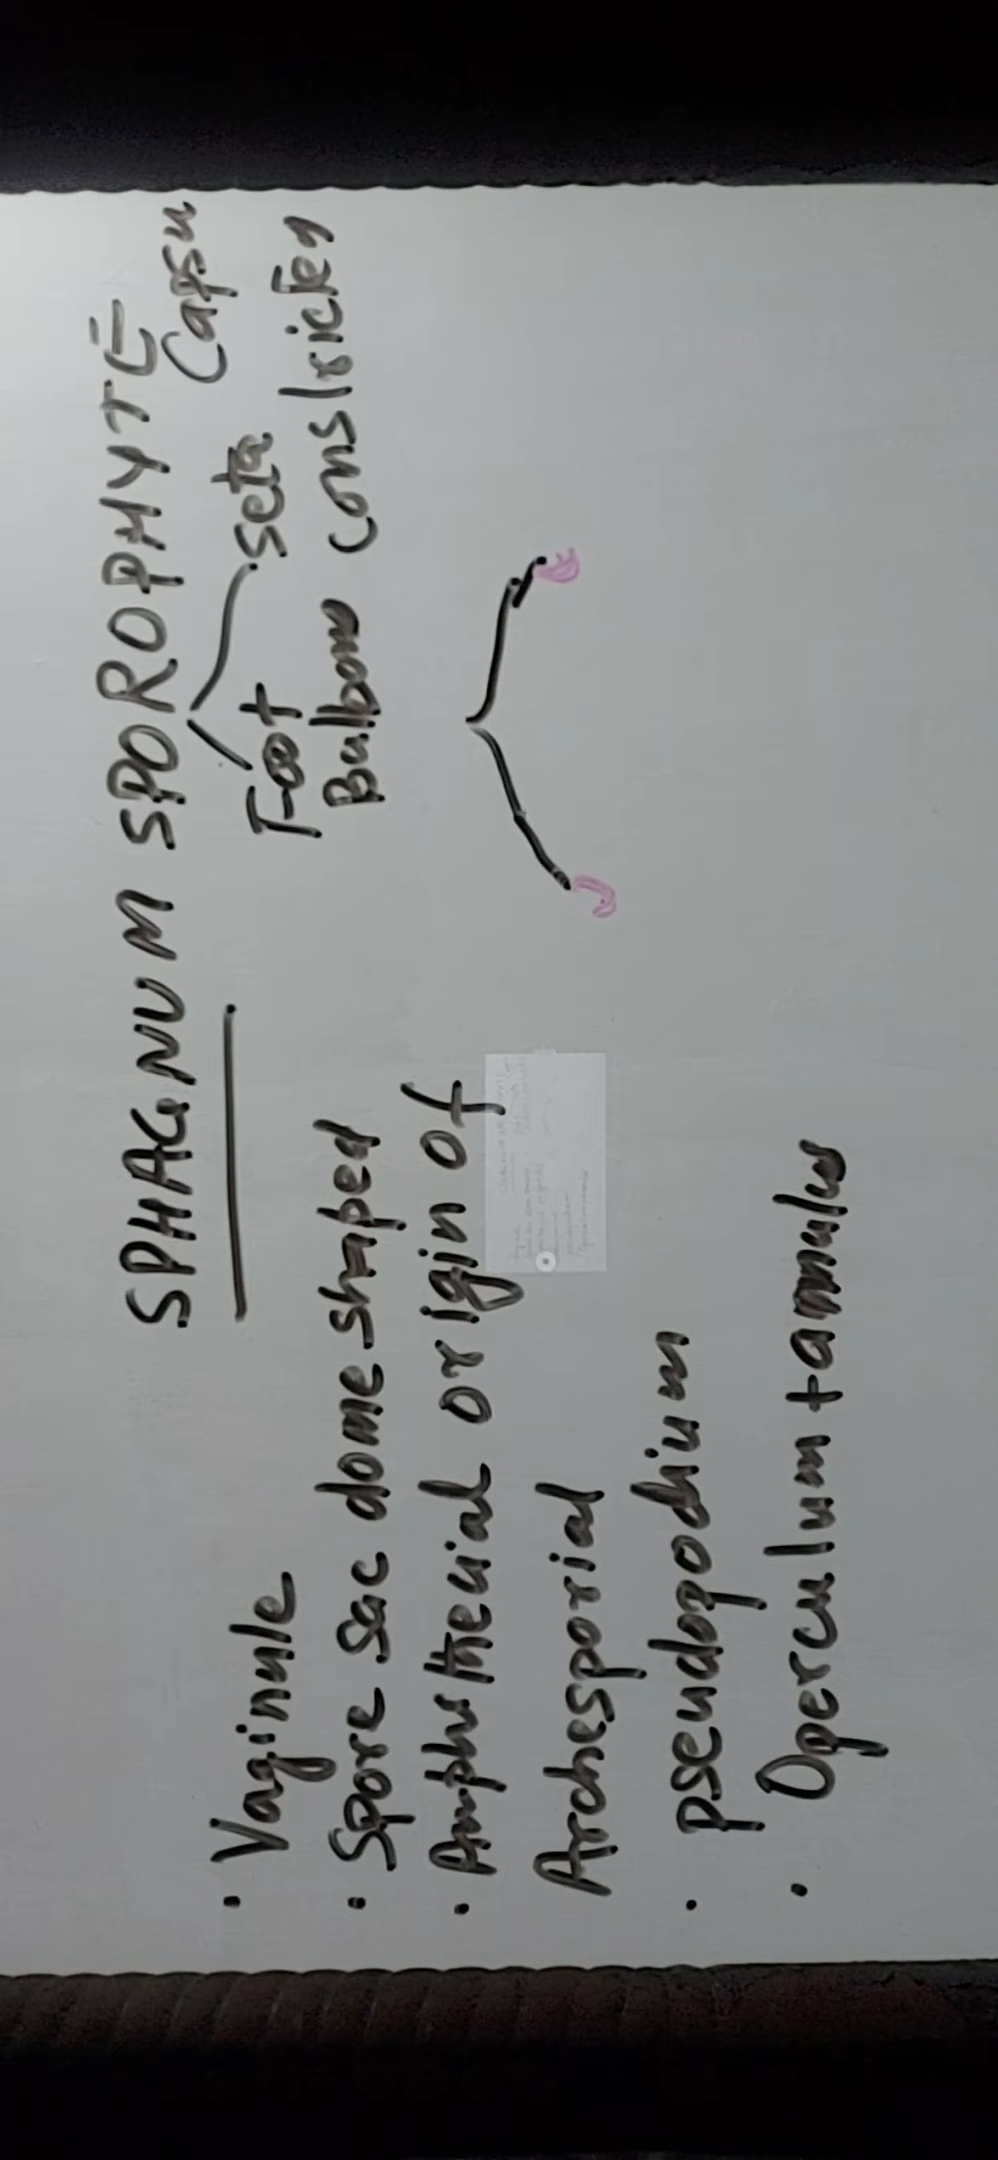 SPHAGNUM SPOROPHYTE
Foot seta Capsu
Bulbous constricted
• Vaginule
• Spore sac dome shaped
• Amphithecial origin of
Archesporial
• pseudopodium
• Operculum + annulus